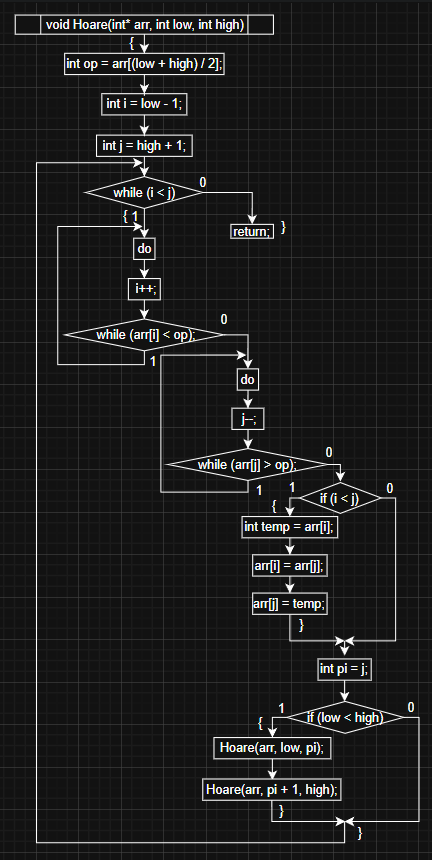 void Hoare(int* arr, int low, int high)
{
int op = arr[(low + high) / 2];
int i = low - 1;
int j = high + 1;
while (i < j)
0
{ 1
return;
}
do
i++;
while (arr[i] < op);
0
1
do
j--;
while (arr[j] > op);
0
1
if (i < j)
1
0
{
int temp = arr[i];
arr[i] = arr[j];
arr[j] = temp;
}
int pi = j;
if (low < high)
1
0
{
Hoare(arr, low, pi);
Hoare(arr, pi + 1, high);
}
}